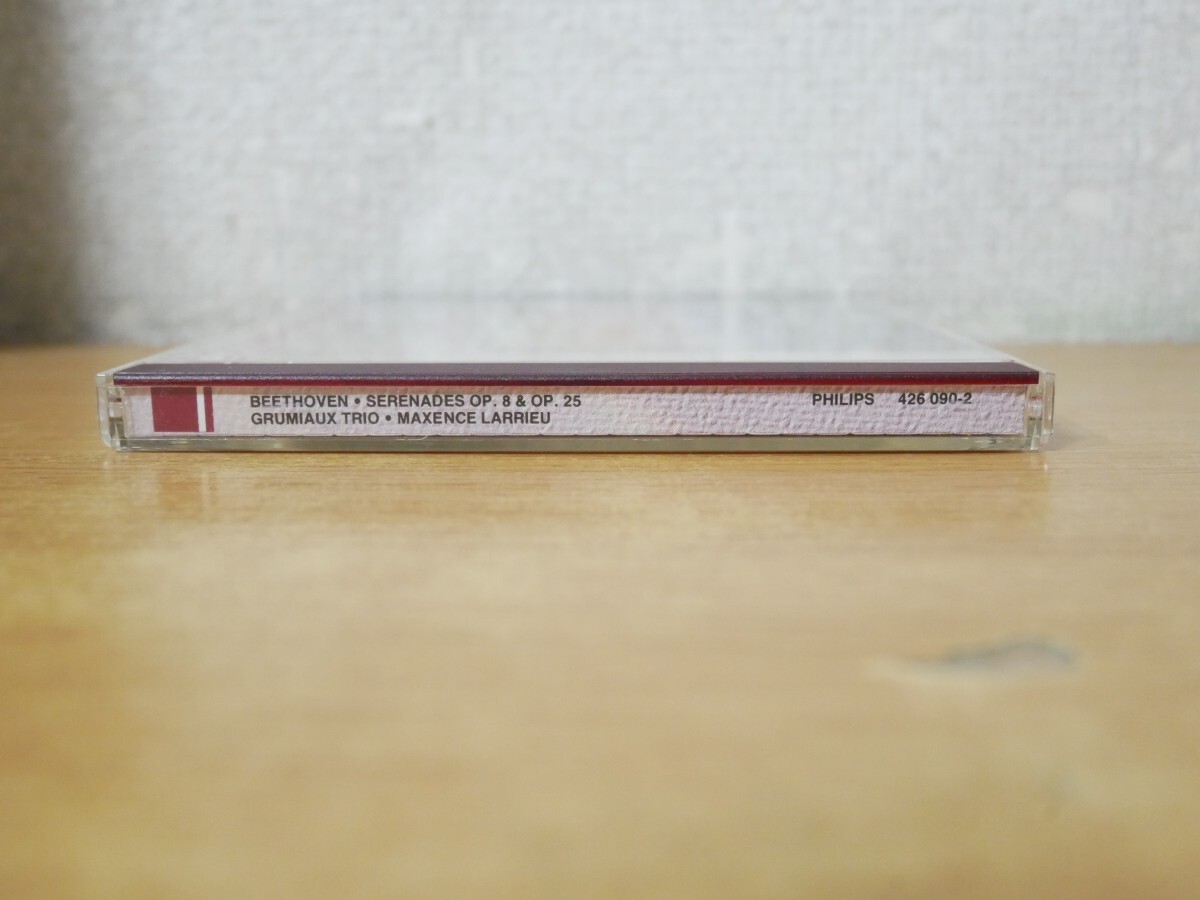 BEETHOVEN • SERENADES OP. 8 & OP. 25 PHILIPS 426 090-2
GRUMIAUX TRIO • MAXENCE LARRIEU